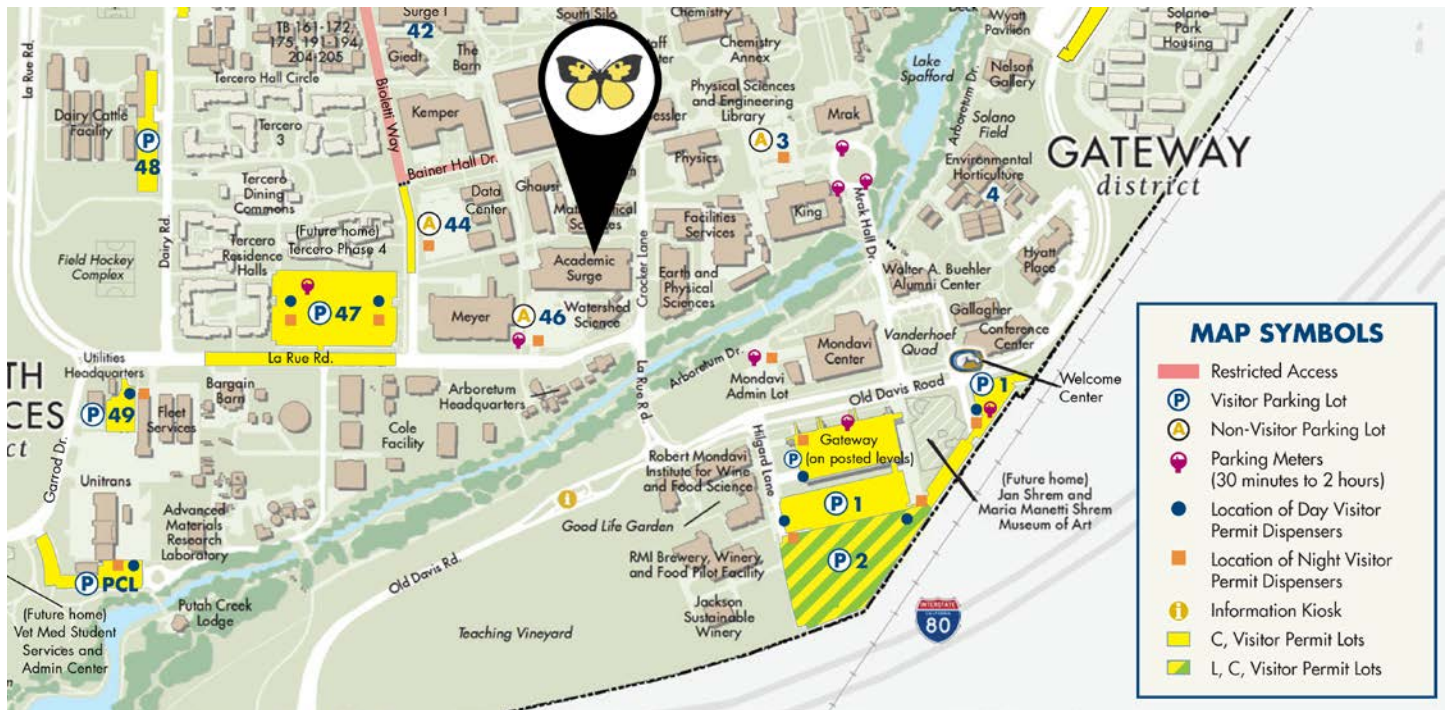 La Rue Rd.
TB 161-172,
175, 191-194,
204-205
Surge I
42
Giedt
The
Barn
South Silo
Chemistry
Chemistry
Annex
Wyatt
Pavilion
Solano
Park
Housing
Lake
Spafford
Nelson
Gallery
Arboretum Dr.
Solano
Field
Tercero Hall Circle
Dairy Cattle
Facility
P
48
Tercero
3
Bioletti Way
Kemper
Bainer Hall Dr.
Physical Sciences
and Engineering
Library
Mrak
A 3
Physics
Environmental
Horticulture
4
GATEWAY
district
Tercero
Dining
Commons
Data
Center
Ghausi
A 44
King
Mrak Hall Dr.
Facilities
Services
Dairy Rd.
(Future home)
Tercero Phase 4
Tercero
Residence
Halls
Field Hockey
Complex
Academic
Surge
Crocker Lane
Earth and
Physical
Sciences
Walter A. Buehler
Alumni Center
Hyatt
Place
P 47
Meyer
A 46
Watershed
Science
Gallagher
Conference
Center
Vanderhoef
Quad
Mondavi
Center
La Rue Rd.
Utilities
Headquarters
P 49
Fleet
Services
Bargain
Barn
Arboretum
Headquarters
La Rue Rd.
Arboretum Dr.
Mondavi
Admin Lot
Old Davis Road
P 1
Welcome
Center
Garrod Dr.
Cole
Facility
Gateway
P (on posted levels)
Hilgard Lane
Robert Mondavi
Institute for Wine
and Food Science
P 1
(Future home)
Jan Shrem and
Maria Manetti Shrem
Museum of Art
Unitrans
Advanced
Materials
Research
Laboratory
i
Good Life Garden
Old Davis Rd.
RMI Brewery, Winery,
and Food Pilot Facility
P 2
P PCL
(Future home)
Vet Med Student
Services and
Admin Center
Putah Creek
Lodge
Teaching Vineyard
Jackson
Sustainable
Winery
INTERSTATE
CALIFORNIA
80
MAP SYMBOLS
Restricted Access
P Visitor Parking Lot
A Non-Visitor Parking Lot
Parking Meters
(30 minutes to 2 hours)
Location of Day Visitor
Permit Dispensers
Location of Night Visitor
Permit Dispensers
i Information Kiosk
C, Visitor Permit Lots
L, C, Visitor Permit Lots